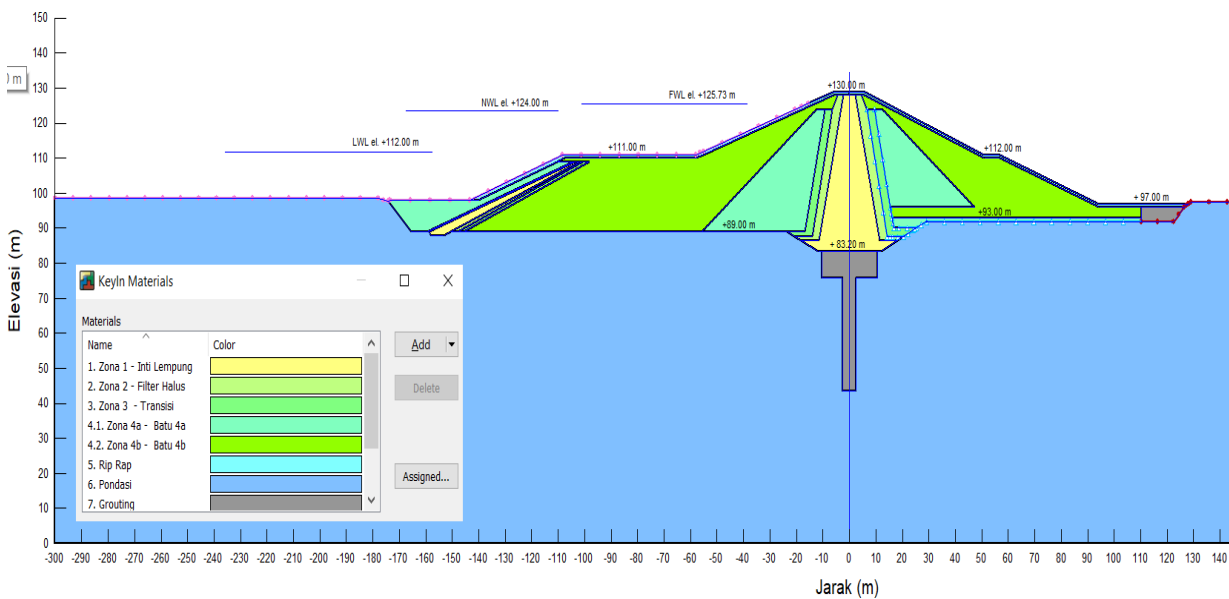 150
140
130
120
110
100
90
80
70
60
50
40
30
20
10
0
Elevasi (m)
m
+130.00 m
FWL el. +125.73 m
NWL el. +124.00 m
LWL el. +112.00 m
+111.00 m
+112.00 m
+ 97.00 m
+93.00 m
+89.00 m
+ 83.20 m
KeyIn Materials
Materials
Name Color
1. Zona 1 - Inti Lempung
2. Zona 2 - Filter Halus
3. Zona 3 - Transisi
4.1. Zona 4a - Batu 4a
4.2. Zona 4b - Batu 4b
5. Rip Rap
6. Pondasi
7. Grouting
Add
Delete
Assigned...
-300 -290 -280 -270 -260 -250 -240 -230 -220 -210 -200 -190 -180 -170 -160 -150 -140 -130 -120 -110 -100 -90 -80 -70 -60 -50 -40 -30 -20 -10 0 10 20 30 40 50 60 70 80 90 100 110 120 130 140
Jarak (m)